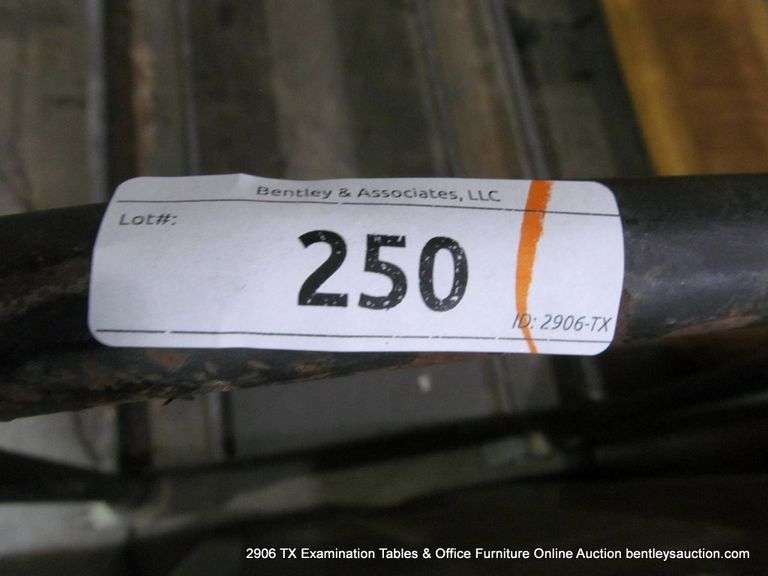 Bentley & Associates, LLC
Lot#:
250
ID: 2906-TX
2906 TX Examination Tables & Office Furniture Online Auction bentleysauction.com